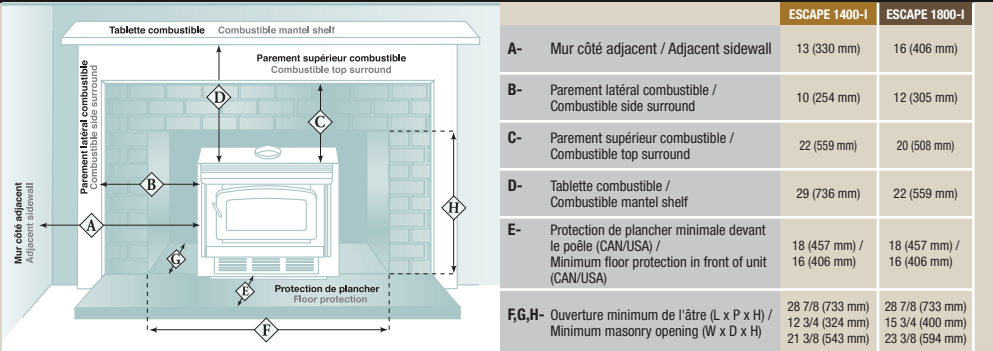 Tablette combustible Combustible mantel shelf
Parement supérieur combustible
Combustible top surround
Parement latéral combustible
Combustible side surround
Mur côté adjacent
Adjacent sidewall
D
C
B
A
H
G
E
F
Protection de plancher
Floor protection
ESCAPE 1400-I ESCAPE 1800-I
A- Mur côté adjacent / Adjacent sidewall 13 (330 mm) 16 (406 mm)
B- Parement latéral combustible /
Combustible side surround
10 (254 mm) 12 (305 mm)
C- Parement supérieur combustible /
Combustible top surround
22 (559 mm) 20 (508 mm)
D- Tablette combustible /
Combustible mantel shelf
29 (736 mm) 22 (559 mm)
E- Protection de plancher minimale devant
le poêle (CAN/USA) /
Minimum floor protection in front of unit
(CAN/USA)
18 (457 mm) / 18 (457 mm) /
16 (406 mm) 16 (406 mm)
F,G,H- Ouverture minimum de l'âtre (L x P x H) /
Minimum masonry opening (W x D x H)
28 7/8 (733 mm) 28 7/8 (733 mm)
12 3/4 (324 mm) 15 3/4 (400 mm)
21 3/8 (543 mm) 23 3/8 (594 mm)